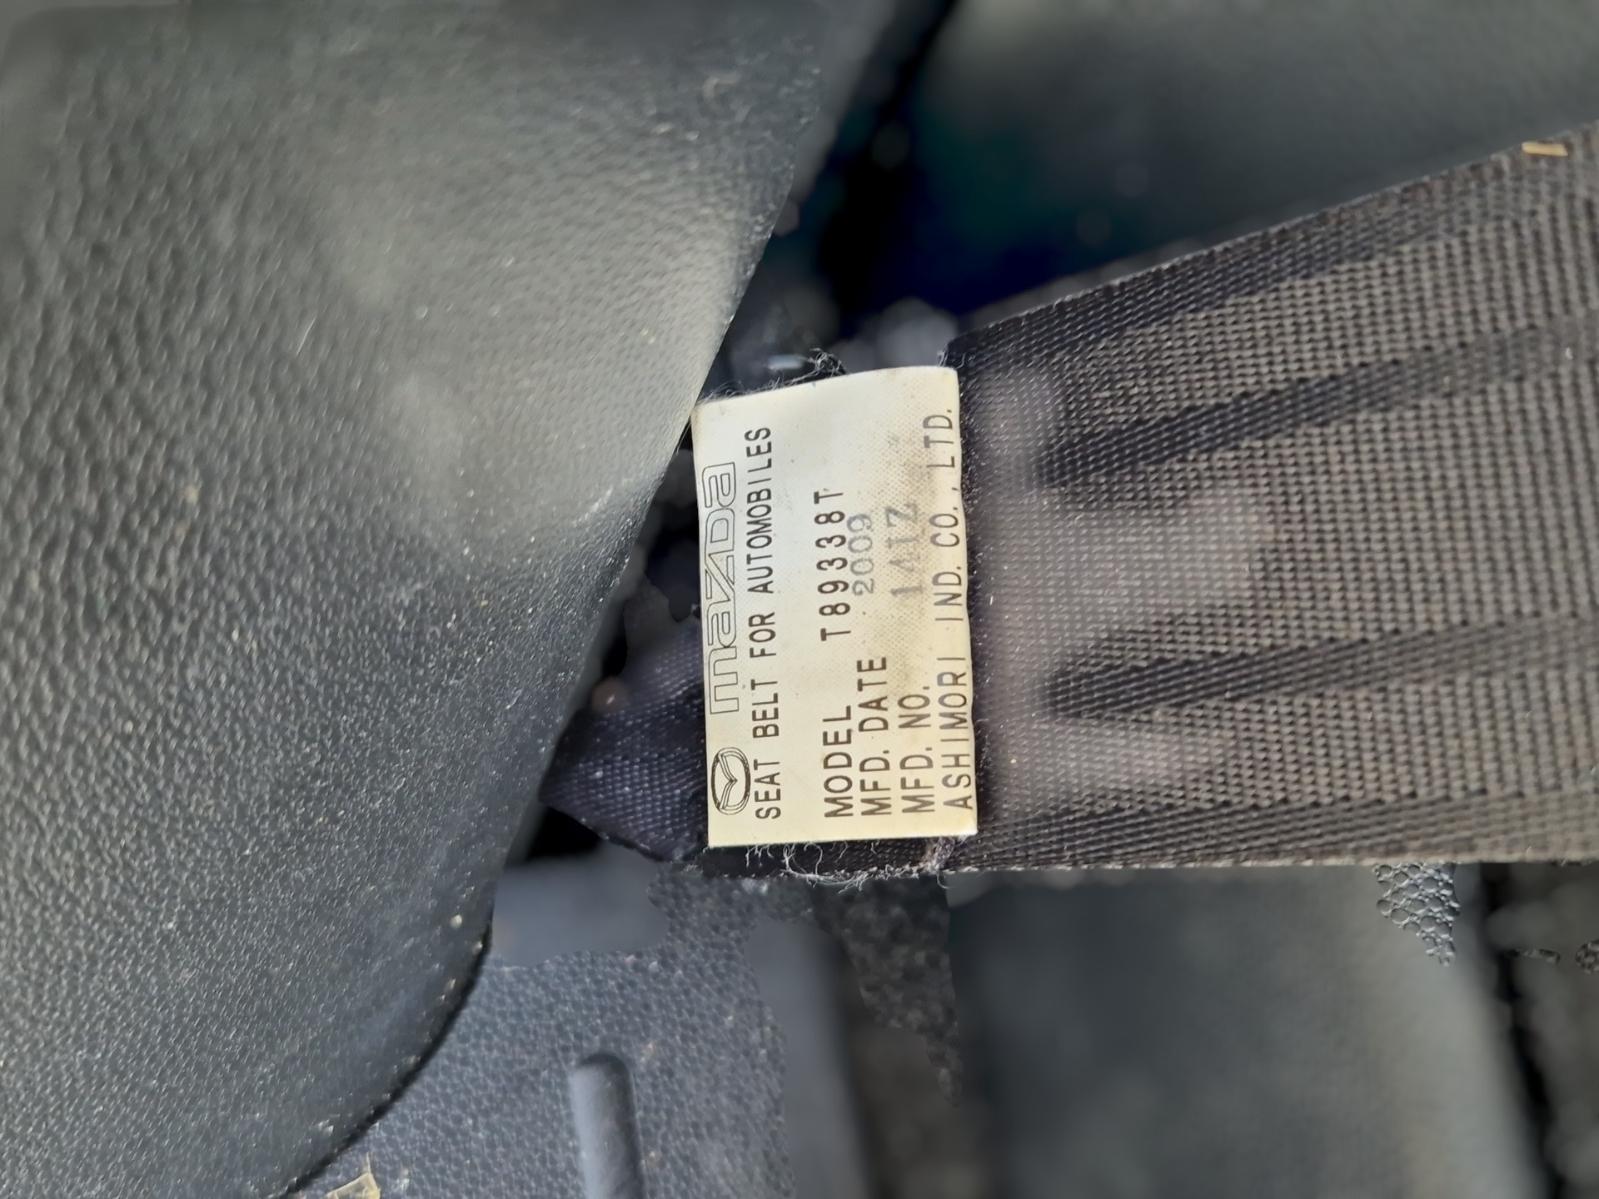 mazda
SEAT BELT FOR AUTOMOBILES
MODEL T89338T
MFD. DATE 2009
MFD. NO. 141Z
ASHIMORI IND. CO., LTD.